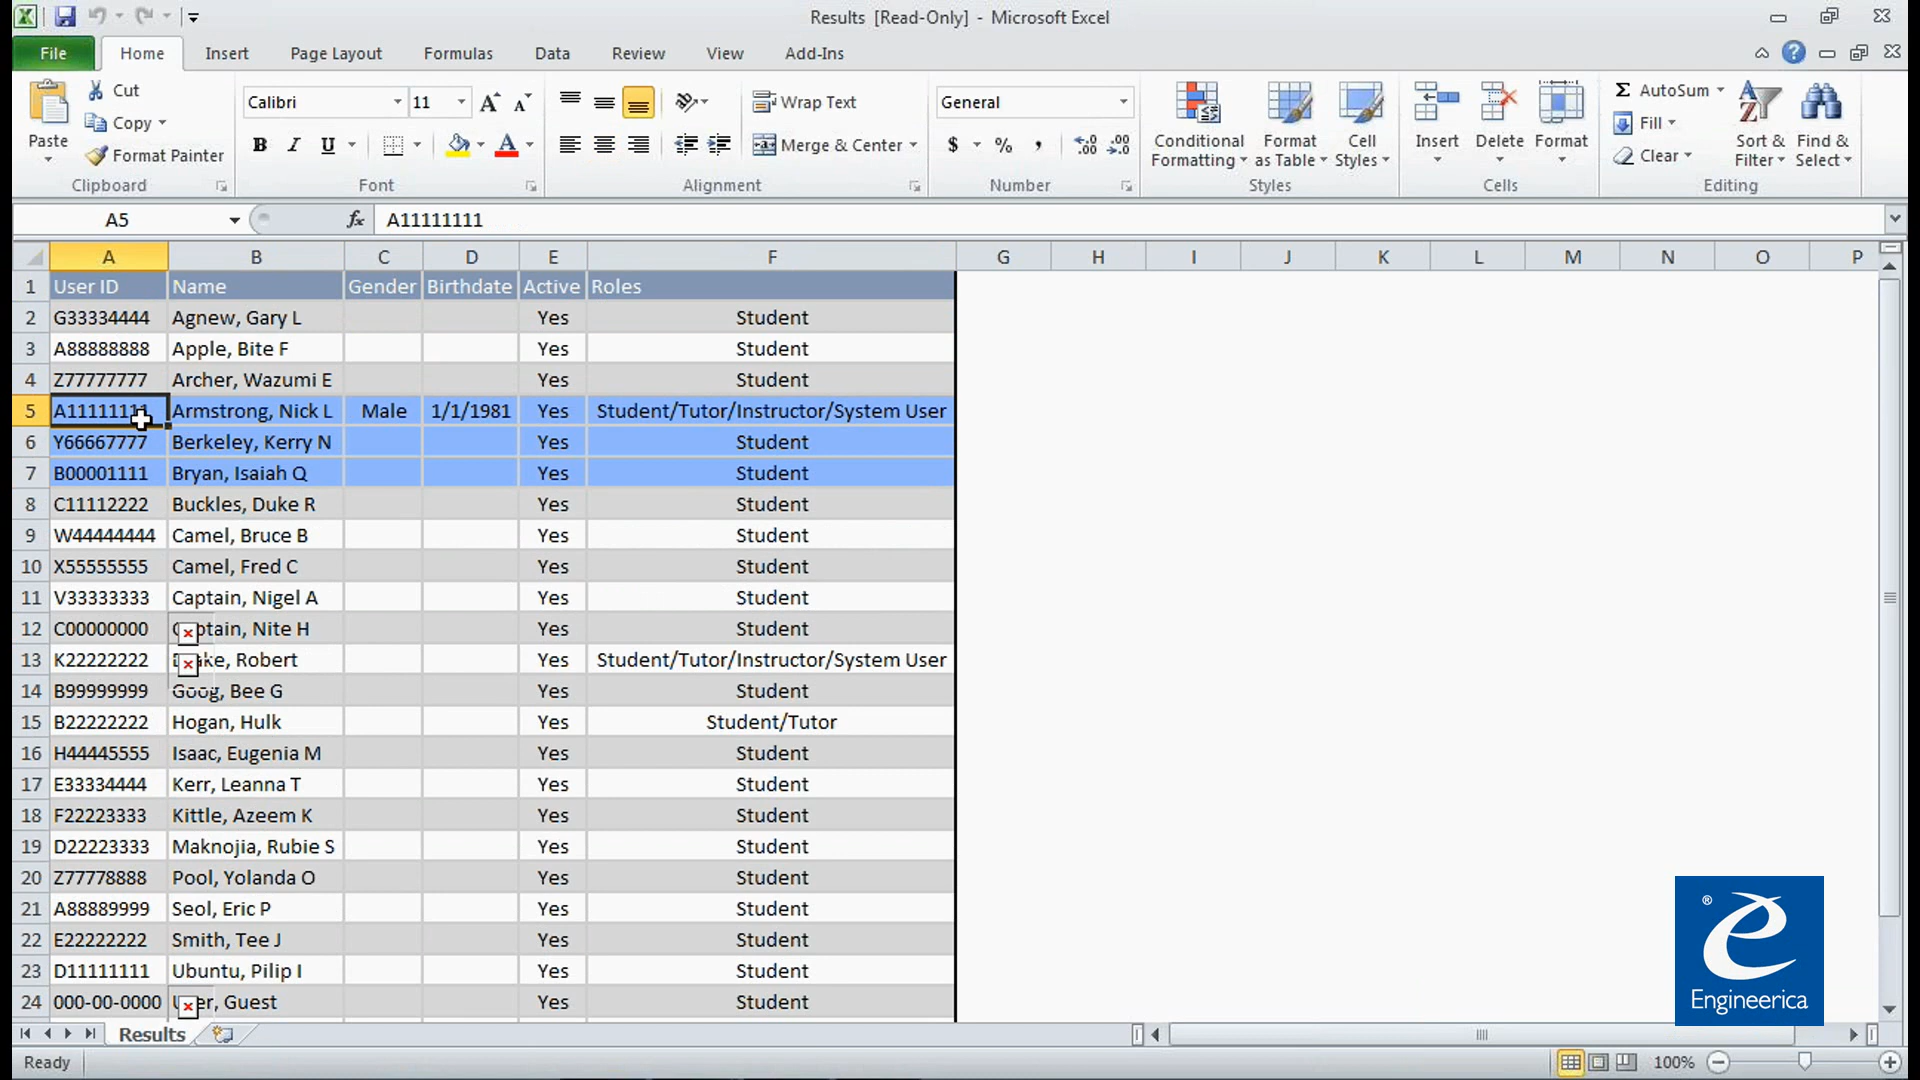 Results [Read-Only] - Microsoft Excel
File Home Insert Page Layout Formulas Data Review View Add-Ins
Paste
Cut
Copy
Format Painter
Clipboard
Calibri 11
B I U A
Font
Wrap Text
Merge & Center
Alignment
General
$ % ,
Number
Conditional Formatting
Format as Table
Cell Styles
Styles
Insert Delete Format
Cells
Σ AutoSum
Fill
Clear
Sort & Filter
Find & Select
Editing
A5 fx A11111111
A B C D E F G H I J K L M N O P
1 User ID Name Gender Birthdate Active Roles
2 G33334444 Agnew, Gary L Yes Student
3 A88888888 Apple, Bite F Yes Student
4 Z77777777 Archer, Wazumi E Yes Student
5 A11111111 Armstrong, Nick L Male 1/1/1981 Yes Student/Tutor/Instructor/System User
6 Y66667777 Berkeley, Kerry N Yes Student
7 B00001111 Bryan, Isaiah Q Yes Student
8 C11112222 Buckles, Duke R Yes Student
9 W44444444 Camel, Bruce B Yes Student
10 X55555555 Camel, Fred C Yes Student
11 V33333333 Captain, Nigel A Yes Student
12 C00000000 Captain, Nite H Yes Student
13 K22222222 Robert Yes Student/Tutor/Instructor/System User
14 B99999999 Goog, Bee G Yes Student
15 B22222222 Hogan, Hulk Yes Student/Tutor
16 H44445555 Isaac, Eugenia M Yes Student
17 E33334444 Kerr, Leanna T Yes Student
18 F22223333 Kittle, Azeem K Yes Student
19 D22223333 Maknojia, Rubie S Yes Student
20 Z77778888 Pool, Yolanda O Yes Student
21 A88889999 Seol, Eric P Yes Student
22 E22222222 Smith, Tee J Yes Student
23 D11111111 Ubuntu, Pilip I Yes Student
24 000-00-0000 User, Guest Yes Student
Results
Ready 100%
® e
Engineerica